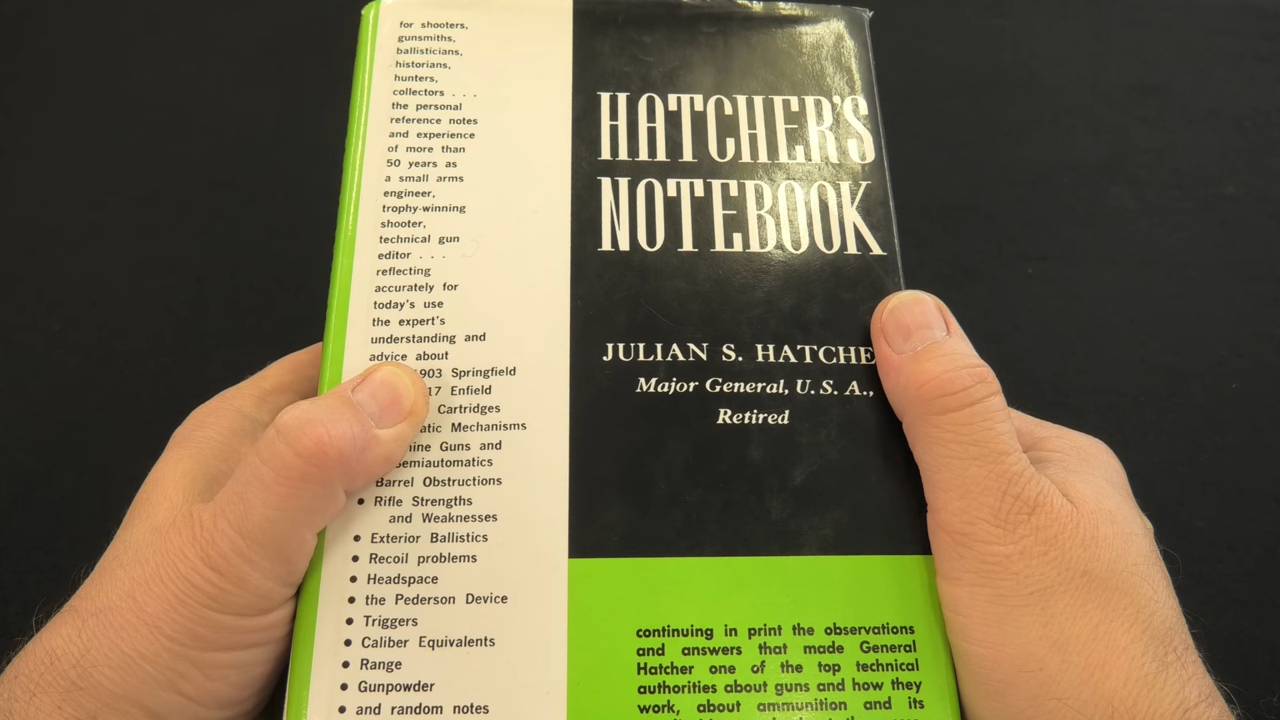 for shooters,
gunsmiths,
ballisticians,
historians,
hunters,
collectors . . .
the personal
reference notes
and experience
of more than
50 years as
a small arms
engineer,
trophy-winning
shooter,
technical gun
editor . . .
reflecting
accurately for
today's use
the expert's
understanding and
advice about
903 Springfield
17 Enfield
Cartridges
atic Mechanisms
ine Guns and
Semiautomatics
Barrel Obstructions
• Rifle Strengths
and Weaknesses
• Exterior Ballistics
• Recoil problems
• Headspace
• the Pederson Device
• Triggers
• Caliber Equivalents
• Range
• Gunpowder
• and random notes
HATCHER'S
NOTEBOOK
JULIAN S. HATCHE
Major General, U. S. A.,
Retired
continuing in print the observations
and answers that made General
Hatcher one of the top technical
authorities about guns and how they
work, about ammunition and its